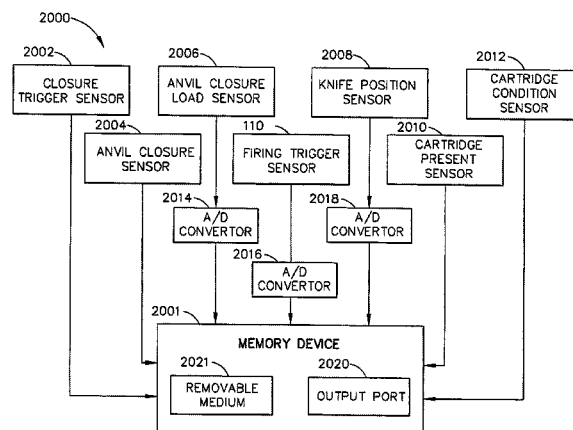 2000
2002
CLOSURE
TRIGGER SENSOR
2006
ANVIL CLOSURE
LOAD SENSOR
2008
KNIFE POSITION
SENSOR
2012
CARTRIDGE
CONDITION
SENSOR
2004
ANVIL CLOSURE
SENSOR
110
FIRING TRIGGER
SENSOR
2010
CARTRIDGE
PRESENT
SENSOR
2014
A/D
CONVERTOR
2016
A/D
CONVERTOR
2018
A/D
CONVERTOR
2001
MEMORY DEVICE
2021
REMOVABLE
MEDIUM
2020
OUTPUT PORT